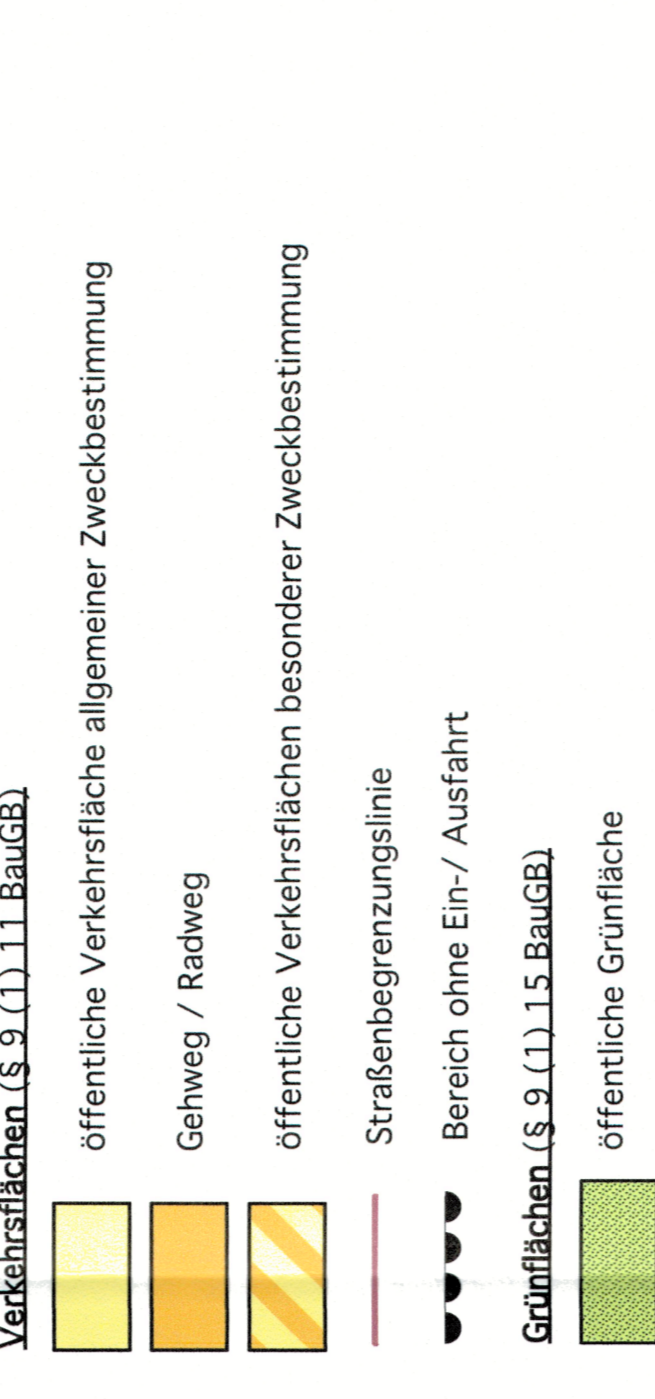 Verkehrsflächen (§ 9 (1) 11 BauGB)
öffentliche Verkehrsfläche allgemeiner Zweckbestimmung
Gehweg / Radweg
öffentliche Verkehrsflächen besonderer Zweckbestimmung
Straßenbegrenzungslinie
Bereich ohne Ein-/ Ausfahrt
Grünflächen (§ 9 (1) 15 BauGB)
öffentliche Grünfläche